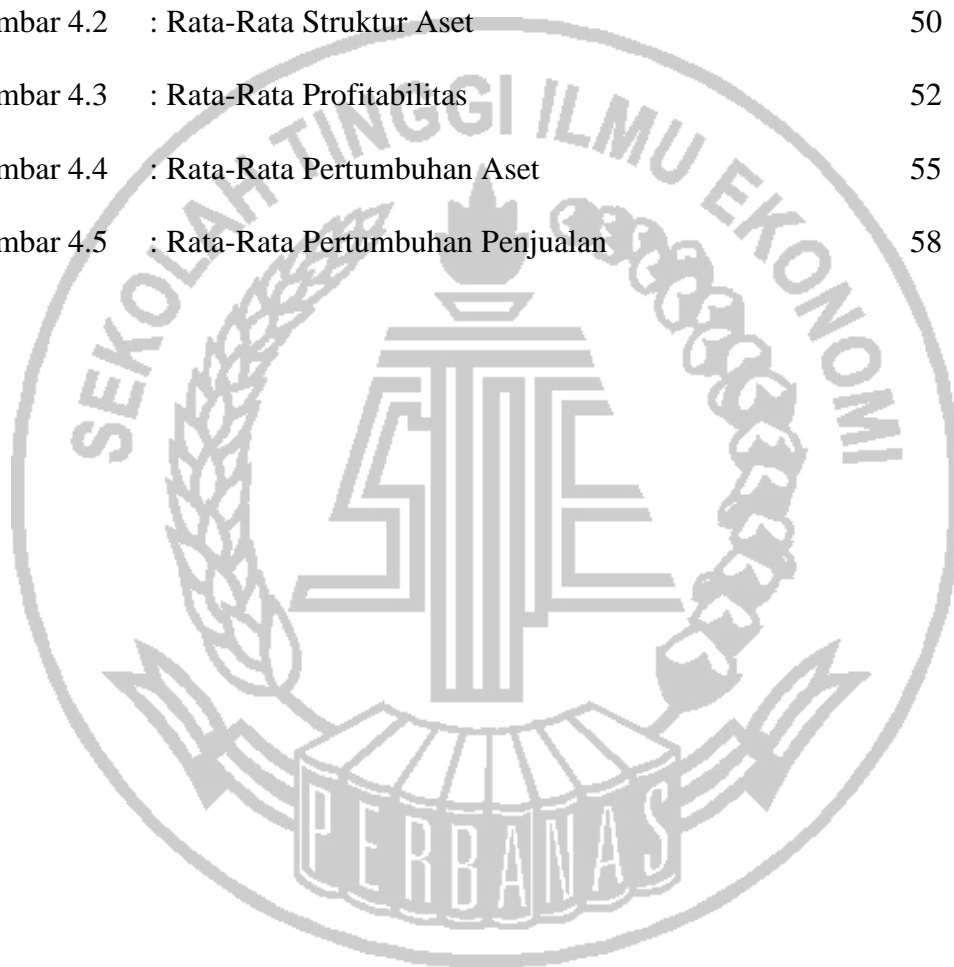 mbar 4.2 : Rata-Rata Struktur Aset 50
mbar 4.3 : Rata-Rata Profitabilitas 52
mbar 4.4 : Rata-Rata Pertumbuhan Aset 55
mbar 4.5 : Rata-Rata Pertumbuhan Penjualan 58
SEKOLAH TINGGI ILMU EKONOMI
STIE
PERBANAS